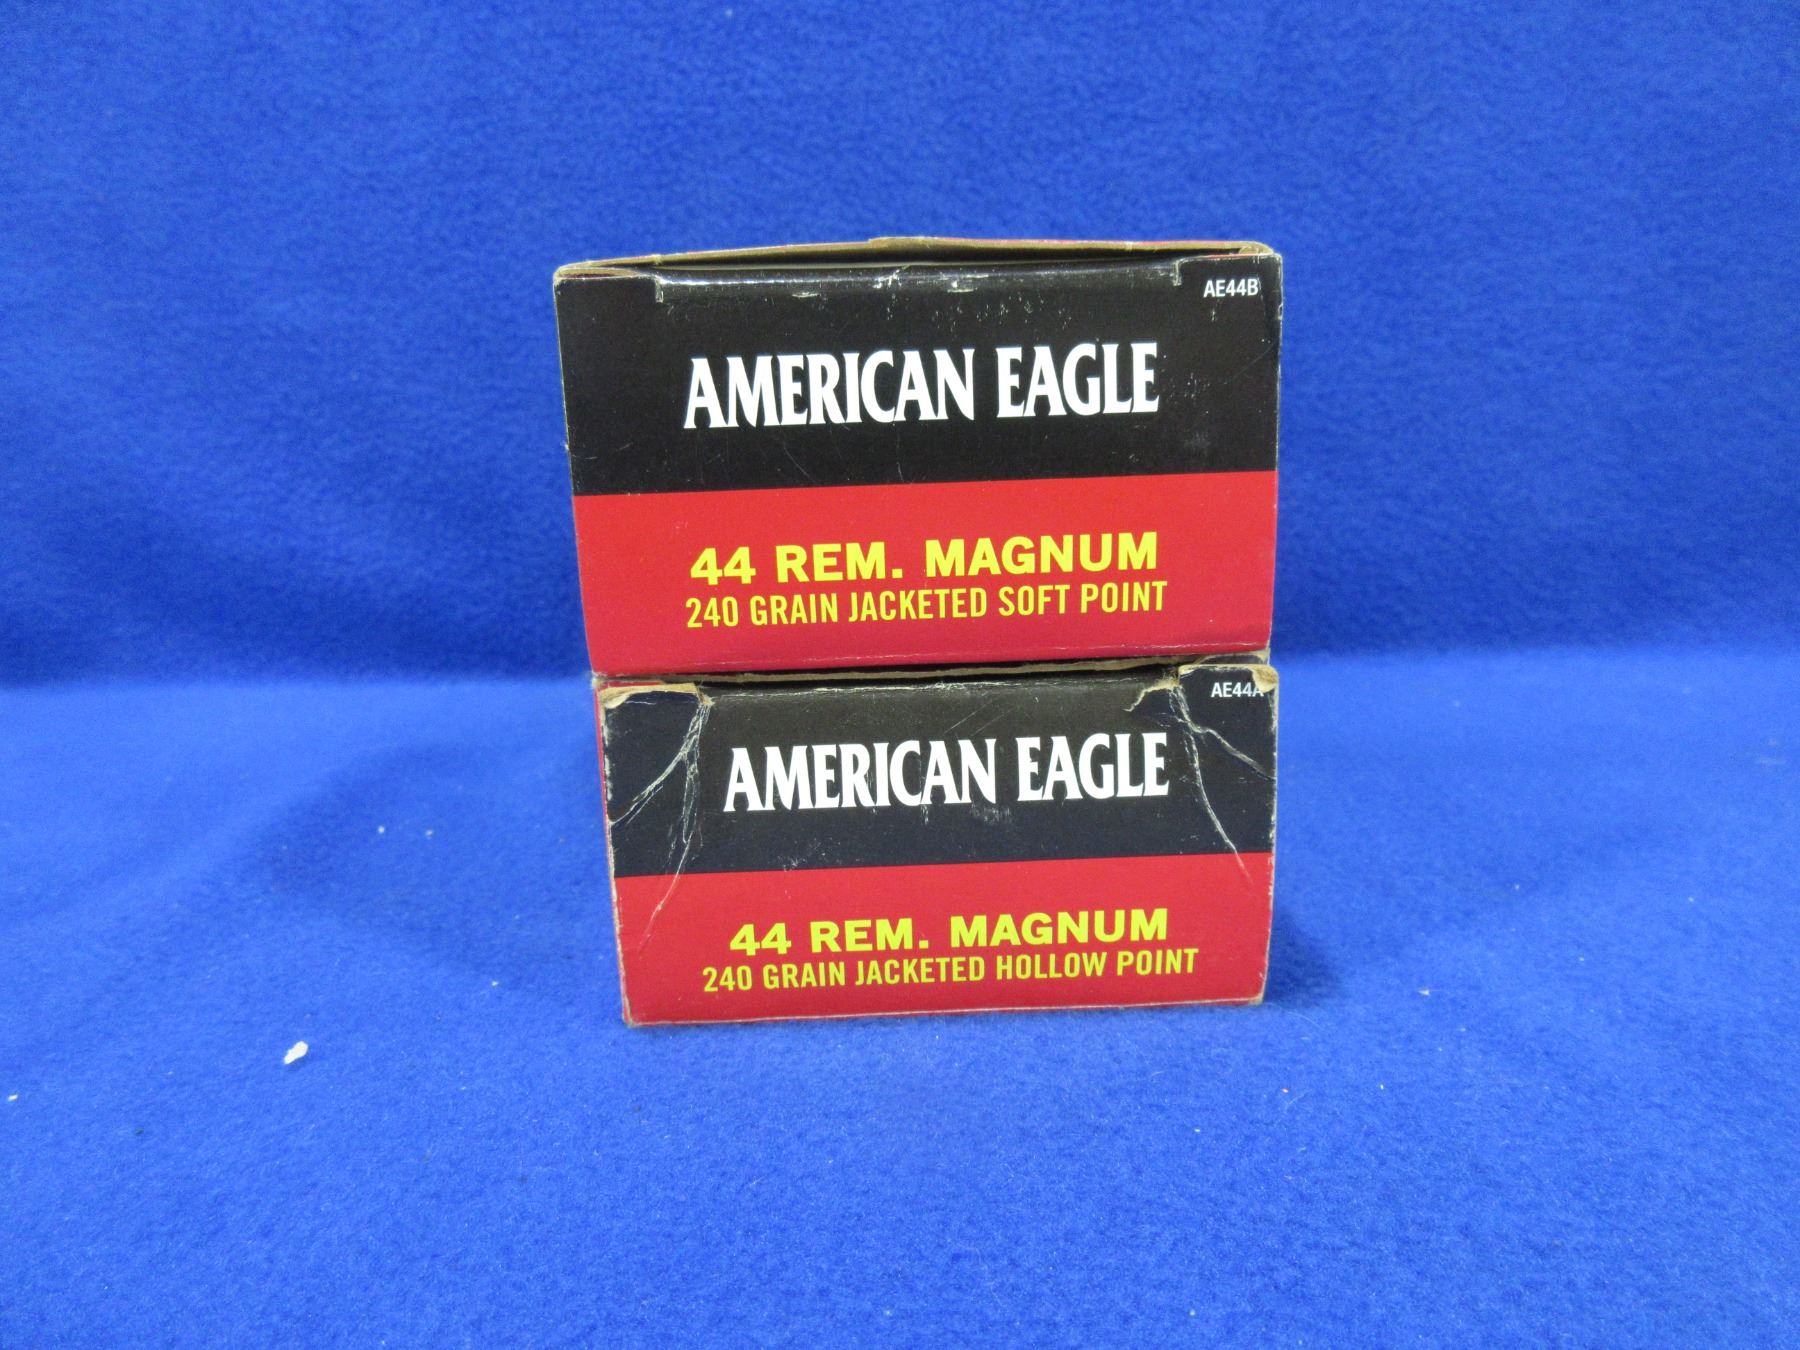 AE44B
AMERICAN EAGLE
44 REM. MAGNUM
240 GRAIN JACKETED SOFT POINT
AE44A
AMERICAN EAGLE
44 REM. MAGNUM
240 GRAIN JACKETED HOLLOW POINT